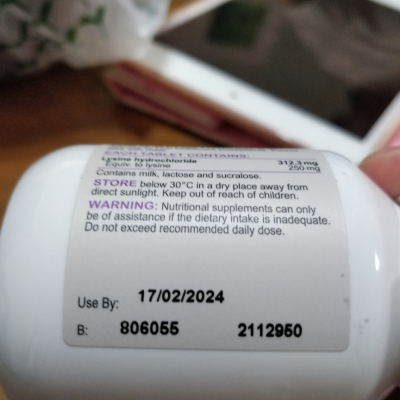 EACH TABLET CONTAINS:
Lysine hydrochloride 312.3 mg
Equiv. to lysine 250 mg
Contains milk, lactose and sucralose.
STORE below 30°C in a dry place away from
direct sunlight. Keep out of reach of children.
WARNING: Nutritional supplements can only
be of assistance if the dietary intake is inadequate.
Do not exceed recommended daily dose.
Use By: 17/02/2024
B: 806055 2112950